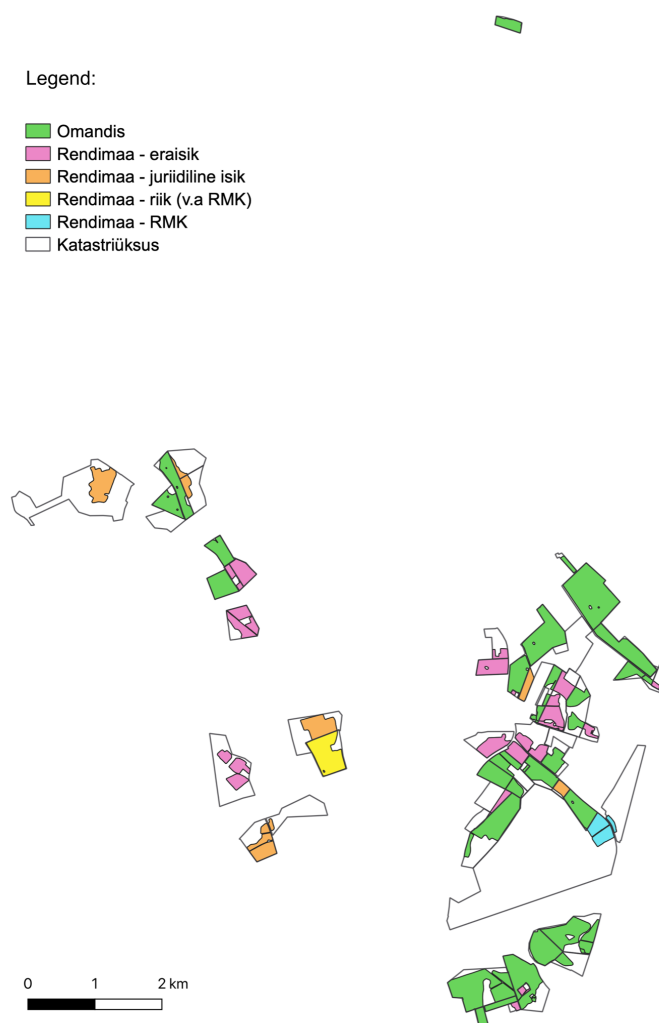 Legend:
Omandis
Rendimaa - eraisik
Rendimaa - juriidiline isik
Rendimaa - riik (v.a RMK)
Rendimaa - RMK
Katastriüksus
0 1 2 km